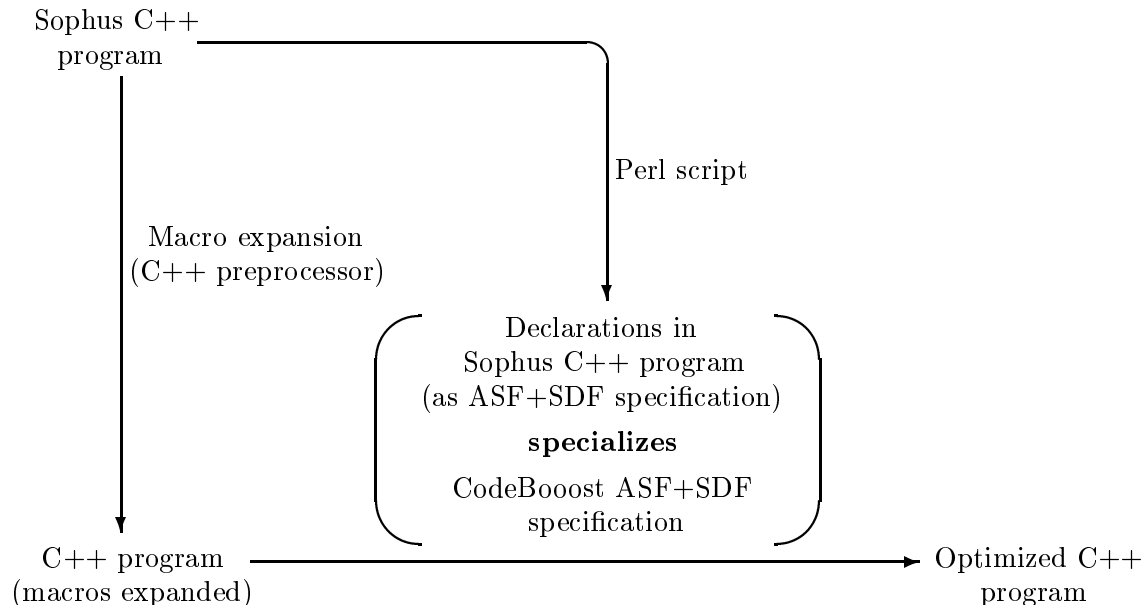 Sophus C++
program
Perl script
Macro expansion
(C++ preprocessor)
Declarations in
Sophus C++ program
(as ASF+SDF specification)
specializes
CodeBooost ASF+SDF
specification
C++ program
(macros expanded)
Optimized C++
program